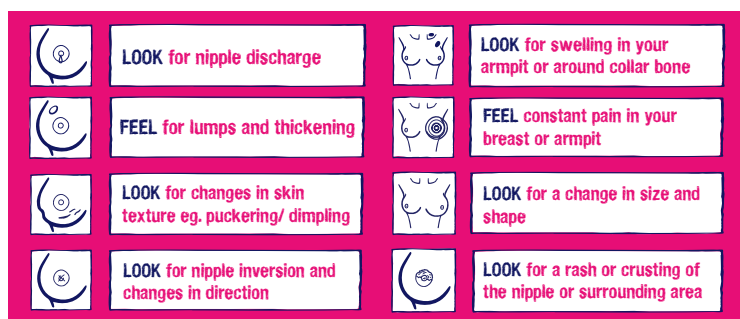 LOOK for nipple discharge
FEEL for lumps and thickening
LOOK for changes in skin
texture eg. puckering/ dimpling
LOOK for nipple inversion and
changes in direction
LOOK for swelling in your
armpit or around collar bone
FEEL constant pain in your
breast or armpit
LOOK for a change in size and
shape
LOOK for a rash or crusting of
the nipple or surrounding area